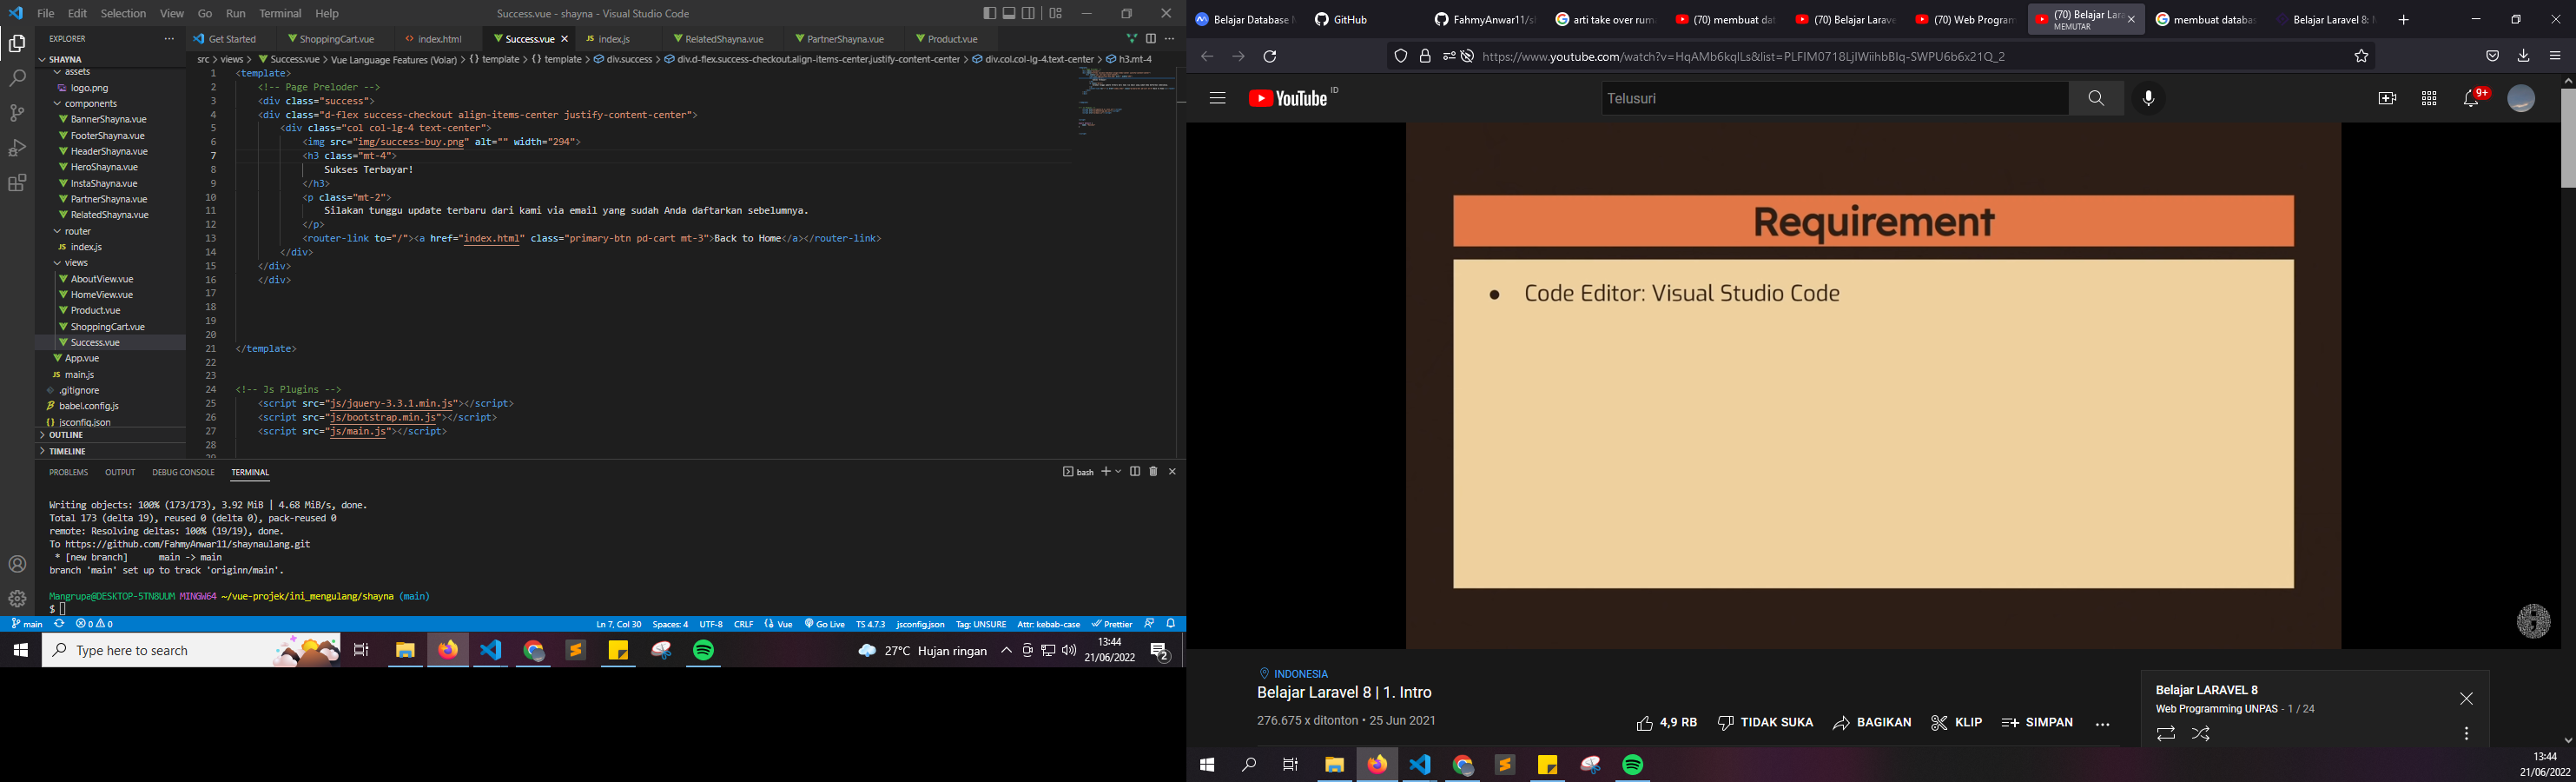 File Edit Selection View Go Run Terminal Help
Success.vue - shayna - Visual Studio Code
EXPLORER
SHAYNA
assets
logo.png
components
BannerShayna.vue
FooterShayna.vue
HeaderShayna.vue
HeroShayna.vue
InstaShayna.vue
PartnerShayna.vue
RelatedShayna.vue
router
index.js
views
AboutView.vue
HomeView.vue
Product.vue
ShoppingCart.vue
Success.vue
App.vue
main.js
.gitignore
babel.config.js
jsconfig.json
OUTLINE
TIMELINE
Get Started ShoppingCart.vue index.html Success.vue index.js RelatedShayna.vue PartnerShayna.vue Product.vue
src > views > Success.vue > Vue Language Features (Volar) > template > template > div.success > div.d-flex.success-checkout.align-items-center.justify-content-center > div.col.col-lg-4.text-center > h3.mt-4
1 <template>
2 <!-- Page Preloder -->
3 <div class="success">
4 <div class="d-flex success-checkout align-items-center justify-content-center">
5 <div class="col col-lg-4 text-center">
6 <img src="img/success-buy.png" alt="" width="294">
7 <h3 class="mt-4">
8 Sukses Terbayar!
9 </h3>
10 <p class="mt-2">
11 Silakan tunggu update terbaru dari kami via email yang sudah Anda daftarkan sebelumnya.
12 </p>
13 <router-link to="/"><a href="index.html" class="primary-btn pd-cart mt-3">Back to Home</a></router-link>
14 </div>
15 </div>
16 </div>
17
18
19
20
21 </template>
22
23
24 <!-- Js Plugins -->
25 <script src="js/jquery-3.3.1.min.js"></script>
26 <script src="js/bootstrap.min.js"></script>
27 <script src="js/main.js"></script>
28
PROBLEMS OUTPUT DEBUG CONSOLE TERMINAL
bash
Writing objects: 100% (173/173), 3.92 MiB | 4.68 MiB/s, done.
Total 173 (delta 19), reused 0 (delta 0), pack-reused 0
remote: Resolving deltas: 100% (19/19), done.
To https://github.com/FahmyAnwar11/shaynaulang.git
* [new branch] main -> main
branch 'main' set up to track 'originn/main'.
Mangrupa@DESKTOP-5TN8UUM MINGW64 ~/vue-projek/ini_mengulang/shayna (main)
$
main 0 0 Ln 7, Col 30 Spaces: 4 UTF-8 CRLF Vue Go Live TS 4.7.3 jsconfig.json Tag: UNSURE Attr: kebab-case Prettier
Type here to search
27°C Hujan ringan
13:44
21/06/2022
2
Belajar Database M GitHub FahmyAnwar11/sh arti take over ruma (70) membuat dat (70) Belajar Larave (70) Web Program (70) Belajar Lara membuat databas Belajar Laravel 8:
MEMUTAR
https://www.youtube.com/watch?v=HqAMb6kqlLs&list=PLFIM0718LjIWiihbBIq-SWPU6b6x21Q_2
YouTube ID
Telusuri
9+
Requirement
● Code Editor: Visual Studio Code
INDONESIA
Belajar Laravel 8 | 1. Intro
276.675 x ditonton • 25 Jun 2021
4,9 RB TIDAK SUKA BAGIKAN KLIP SIMPAN
Belajar LARAVEL 8
Web Programming UNPAS - 1 / 24
13:44
21/06/2022